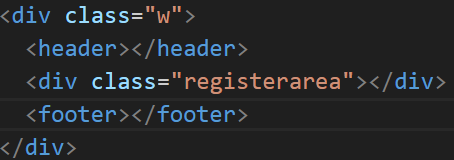 <div class="w">
  <header></header>
  <div class="registerarea"></div>
  <footer></footer>
</div>